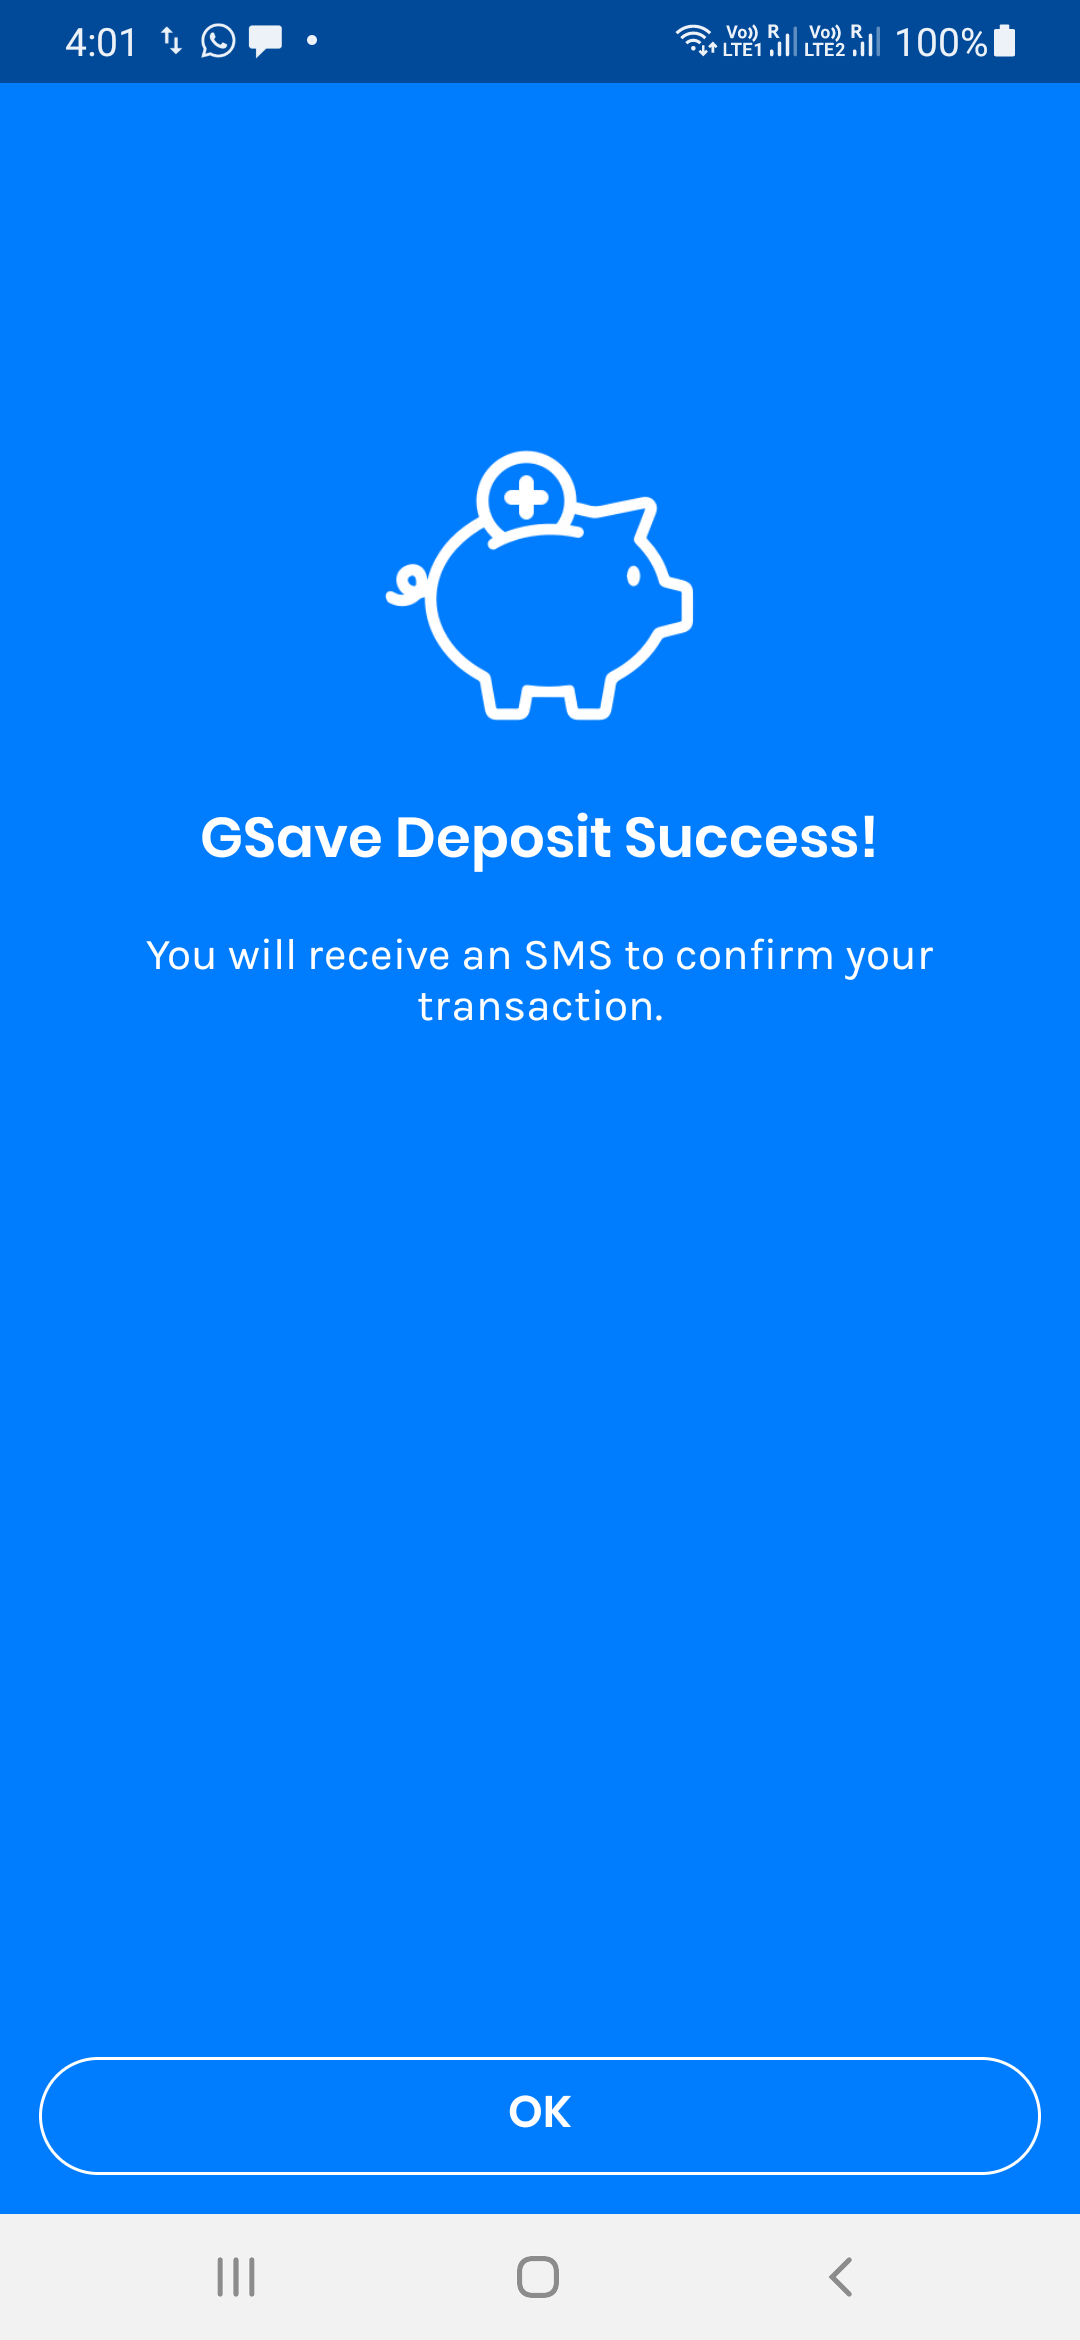 4:01
Vo)) R Vo)) R
LTE1 LTE2 100%
GSave Deposit Success!
You will receive an SMS to confirm your
transaction.
OK